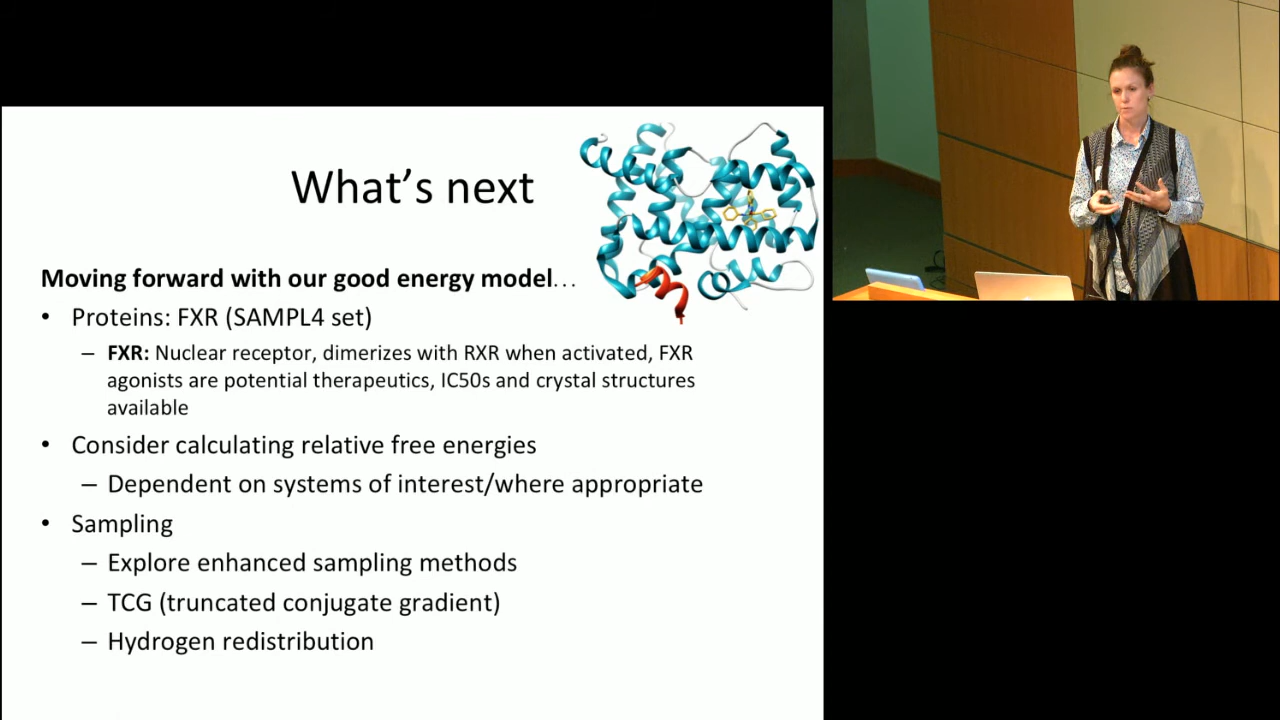 What's next
Moving forward with our good energy model…
• Proteins: FXR (SAMPL4 set)
– FXR: Nuclear receptor, dimerizes with RXR when activated, FXR
agonists are potential therapeutics, IC50s and crystal structures
available
• Consider calculating relative free energies
– Dependent on systems of interest/where appropriate
• Sampling
– Explore enhanced sampling methods
– TCG (truncated conjugate gradient)
– Hydrogen redistribution